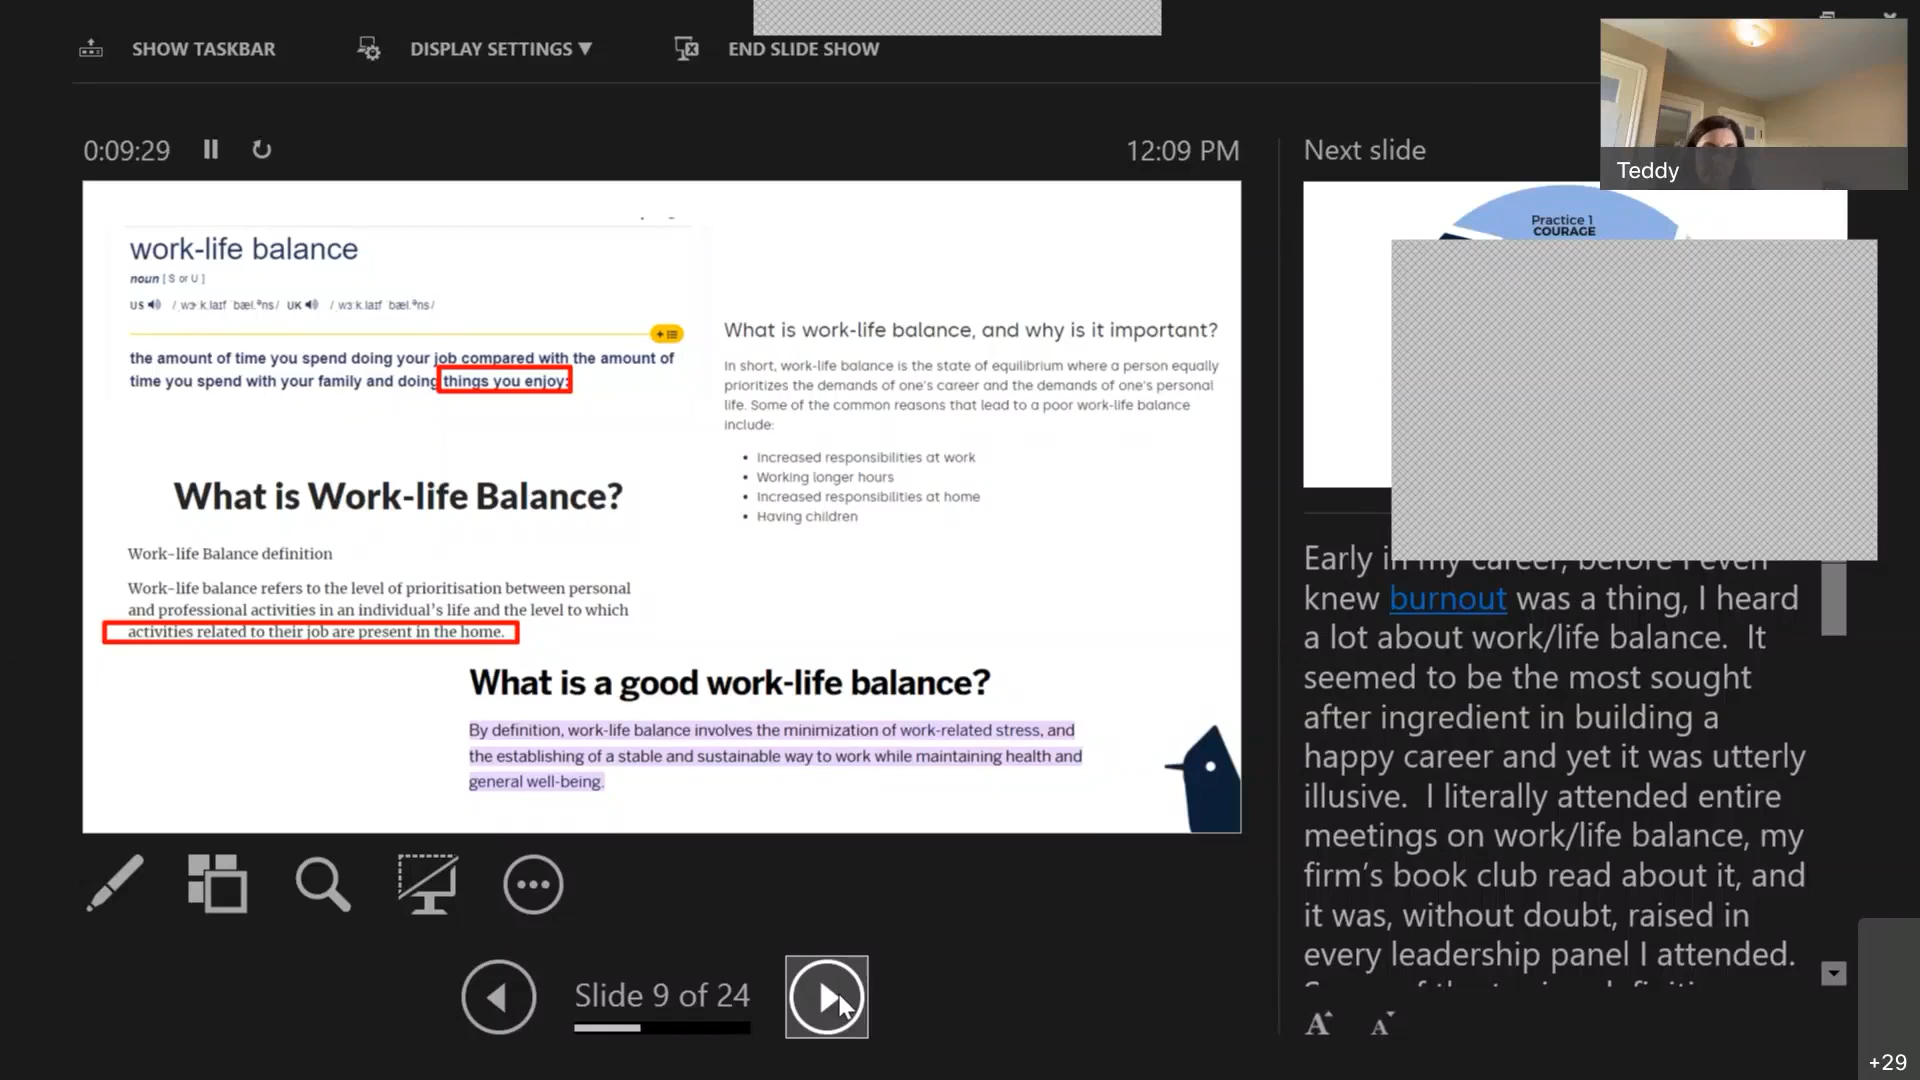 SHOW TASKBAR
DISPLAY SETTINGS ▼
END SLIDE SHOW
0:09:29
12:09 PM
work-life balance
noun [ S or U ]
US
UK
the amount of time you spend doing your job compared with the amount of
time you spend with your family and doing things you enjoy:
What is work-life balance, and why is it important?
In short, work-life balance is the state of equilibrium where a person equally
prioritizes the demands of one's career and the demands of one's personal
life. Some of the common reasons that lead to a poor work-life balance
include:
• Increased responsibilities at work
• Working longer hours
• Increased responsibilities at home
• Having children
What is Work-life Balance?
Work-life Balance definition
Work-life balance refers to the level of prioritisation between personal
and professional activities in an individual's life and the level to which
activities related to their job are present in the home.
What is a good work-life balance?
By definition, work-life balance involves the minimization of work-related stress, and
the establishing of a stable and sustainable way to work while maintaining health and
general well-being.
Slide 9 of 24
Next slide
Teddy
Practice 1
COURAGE
Early in my career, before I even
knew burnout was a thing, I heard
a lot about work/life balance. It
seemed to be the most sought
after ingredient in building a
happy career and yet it was utterly
illusive. I literally attended entire
meetings on work/life balance, my
firm's book club read about it, and
it was, without doubt, raised in
every leadership panel I attended.
A
A
+29